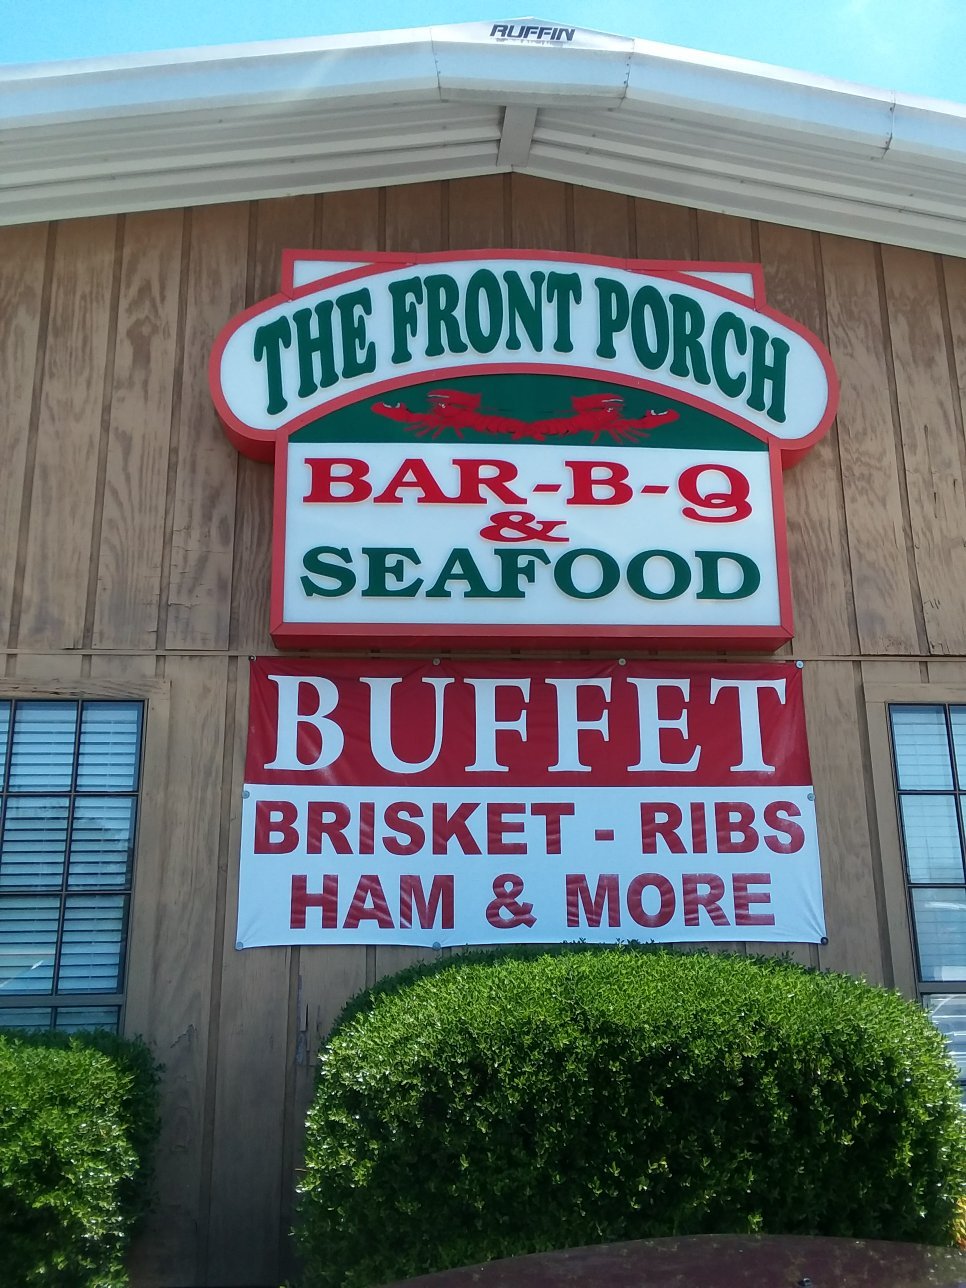 RUFFIN
THE FRONT PORCH
BAR-B-Q
&
SEAFOOD
BUFFET
BRISKET - RIBS
HAM & MORE